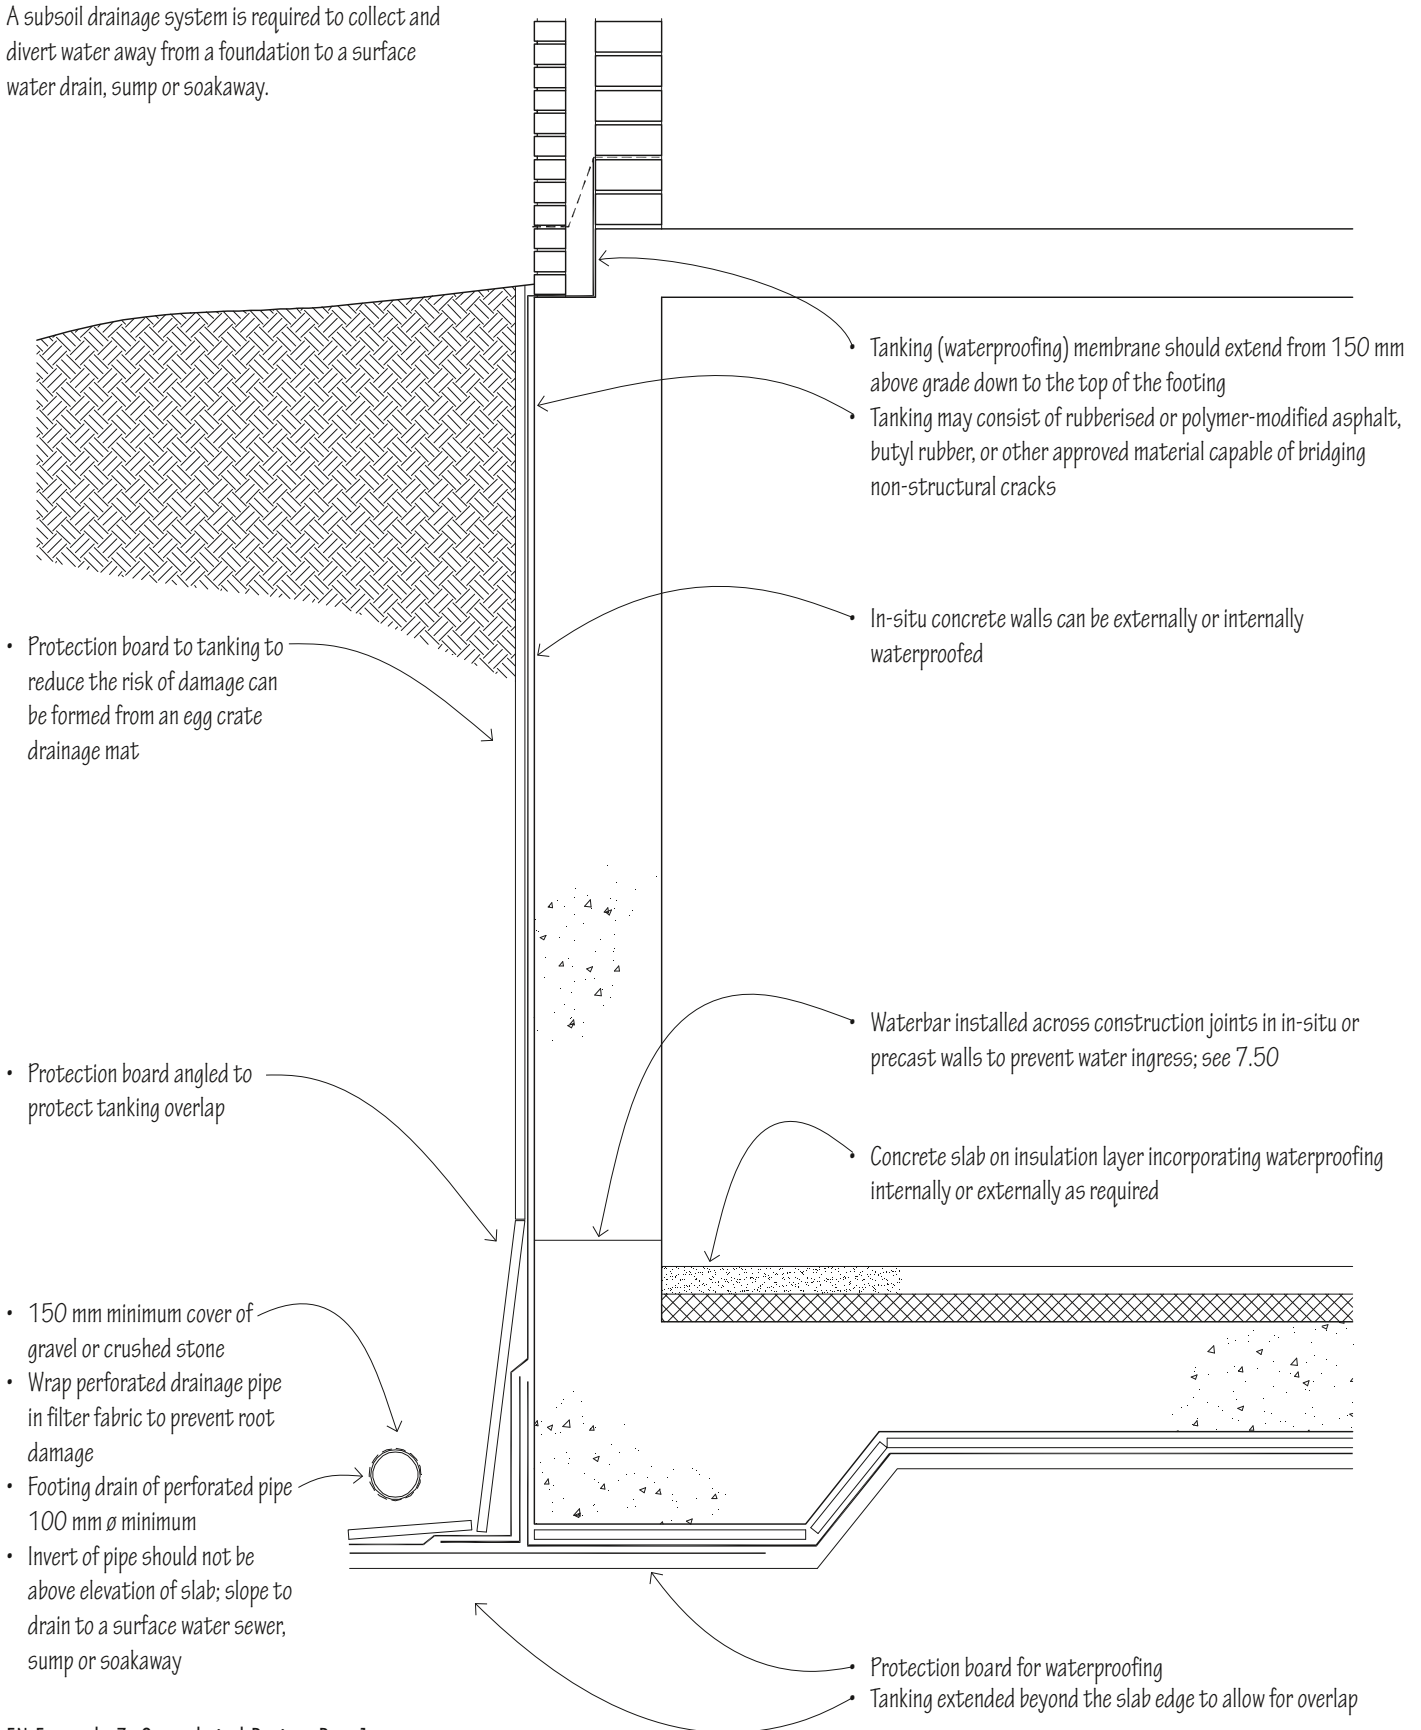 A subsoil drainage system is required to collect and
divert water away from a foundation to a surface
water drain, sump or soakaway.
• Tanking (waterproofing) membrane should extend from 150 mm
above grade down to the top of the footing
• Tanking may consist of rubberised or polymer-modified asphalt,
butyl rubber, or other approved material capable of bridging
non-structural cracks
• In-situ concrete walls can be externally or internally
waterproofed
• Protection board to tanking to
reduce the risk of damage can
be formed from an egg crate
drainage mat
• Waterbar installed across construction joints in in-situ or
precast walls to prevent water ingress; see 7.50
• Protection board angled to
protect tanking overlap
• Concrete slab on insulation layer incorporating waterproofing
internally or externally as required
• 150 mm minimum cover of
gravel or crushed stone
• Wrap perforated drainage pipe
in filter fabric to prevent root
damage
• Footing drain of perforated pipe
100 mm ø minimum
• Invert of pipe should not be
above elevation of slab; slope to
drain to a surface water sewer,
sump or soakaway
• Protection board for waterproofing
• Tanking extended beyond the slab edge to allow for overlap